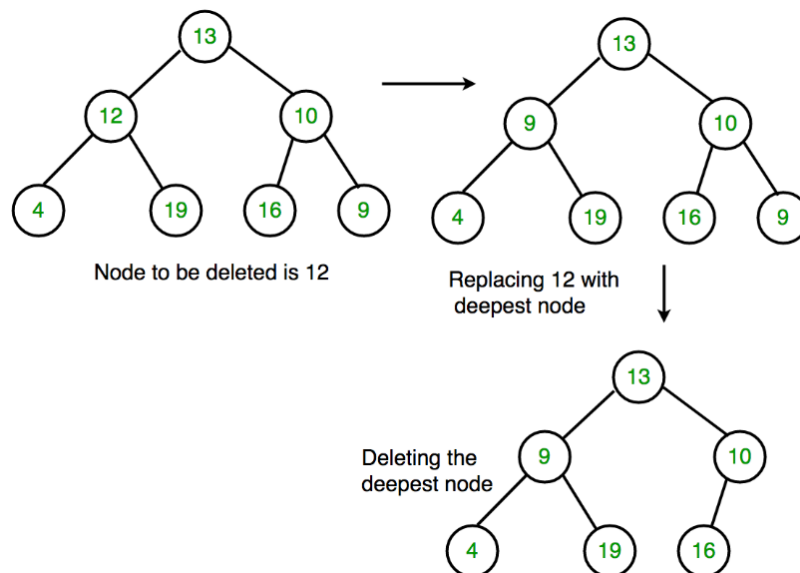 13
12 10
4 19 16 9
Node to be deleted is 12
13
9 10
4 19 16 9
Replacing 12 with
deepest node
13
9 10
Deleting the
deepest node
4 19 16